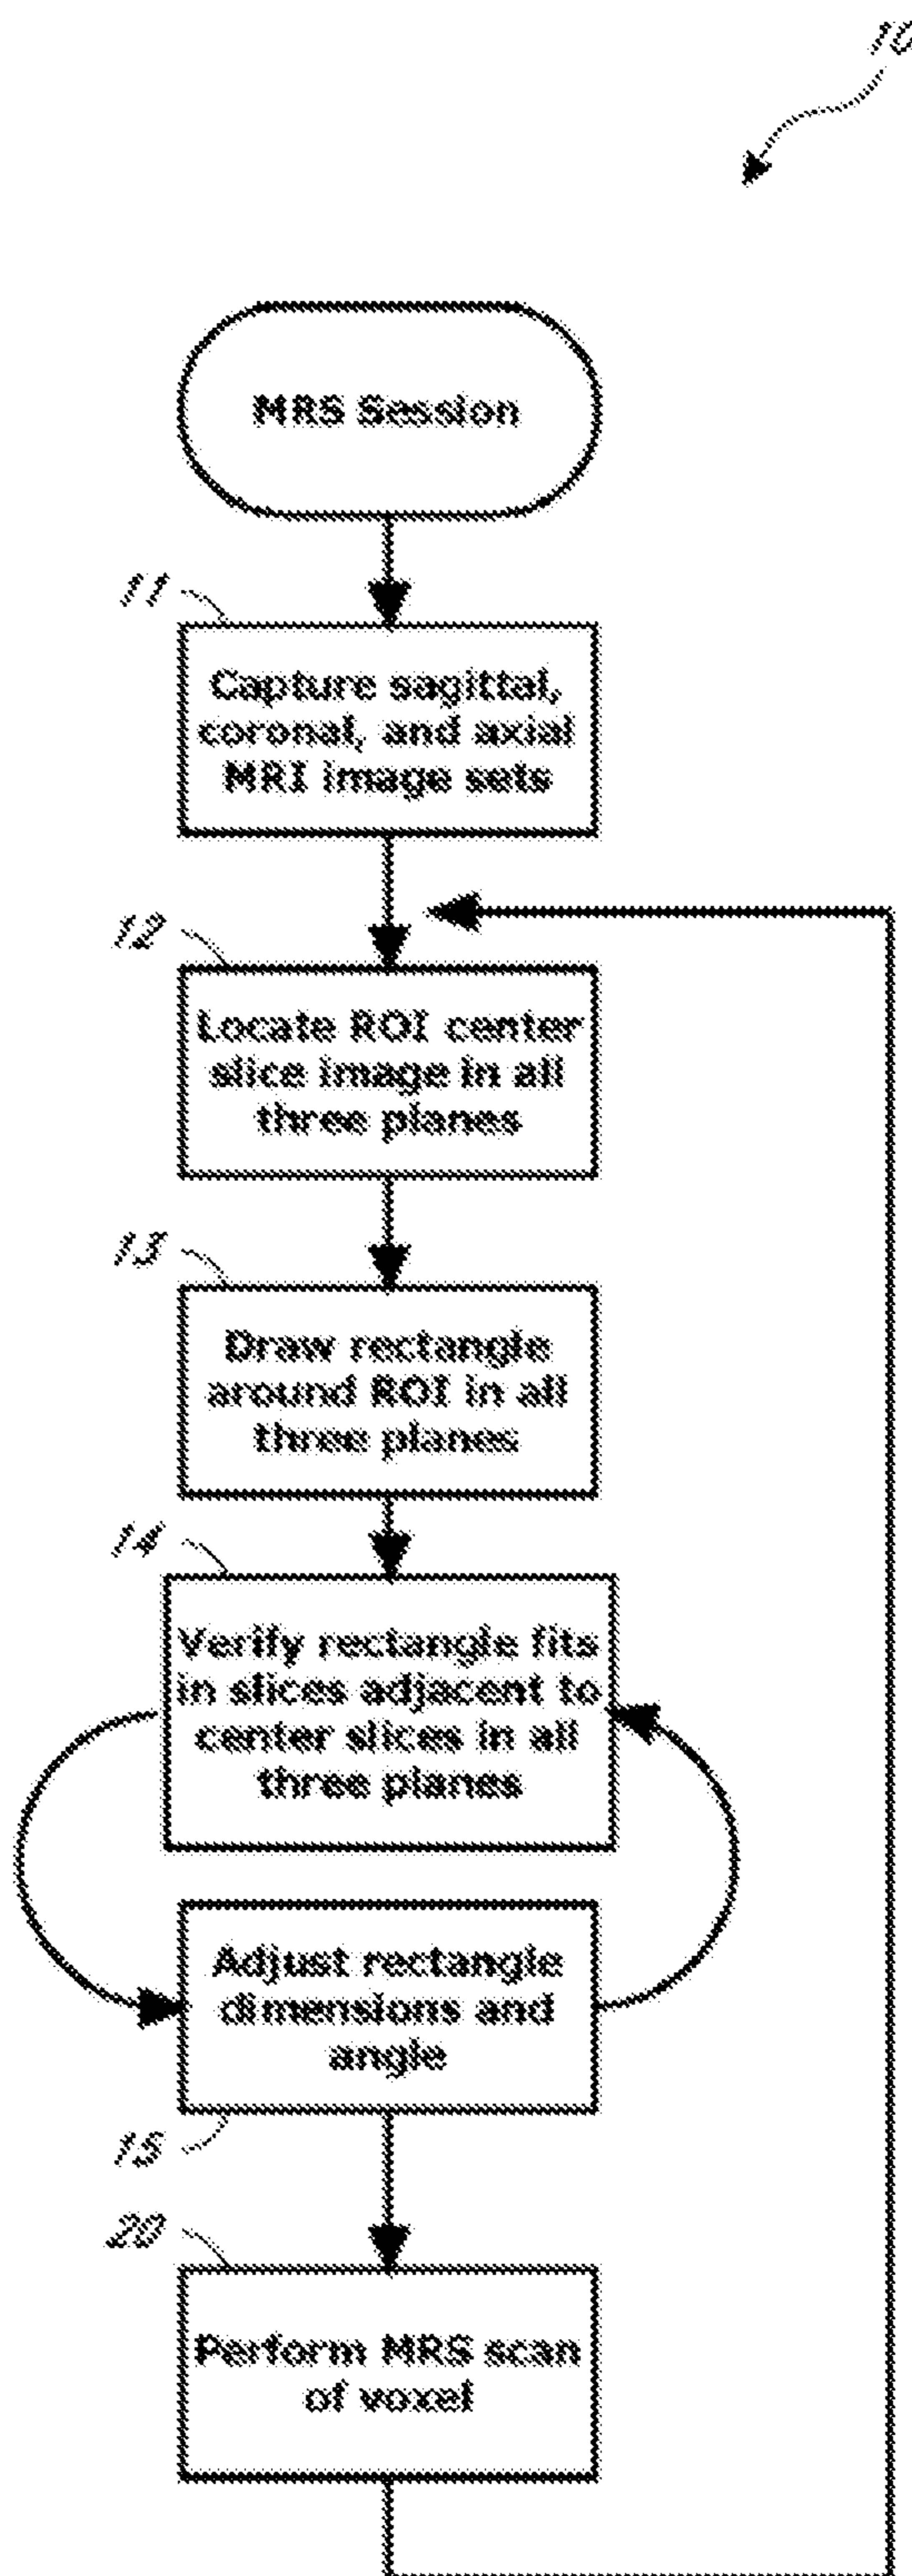 10
MRS Session
11
Capture sagittal,
coronal, and axial
MRI image sets
12
Locate ROI center
slice image in all
three planes
13
Draw rectangle
around ROI in all
three planes
14
Verify rectangle fits
in slices adjacent to
center slices in all
three planes
Adjust rectangle
dimensions and
angle
15
20
Perform MRS scan
of voxel